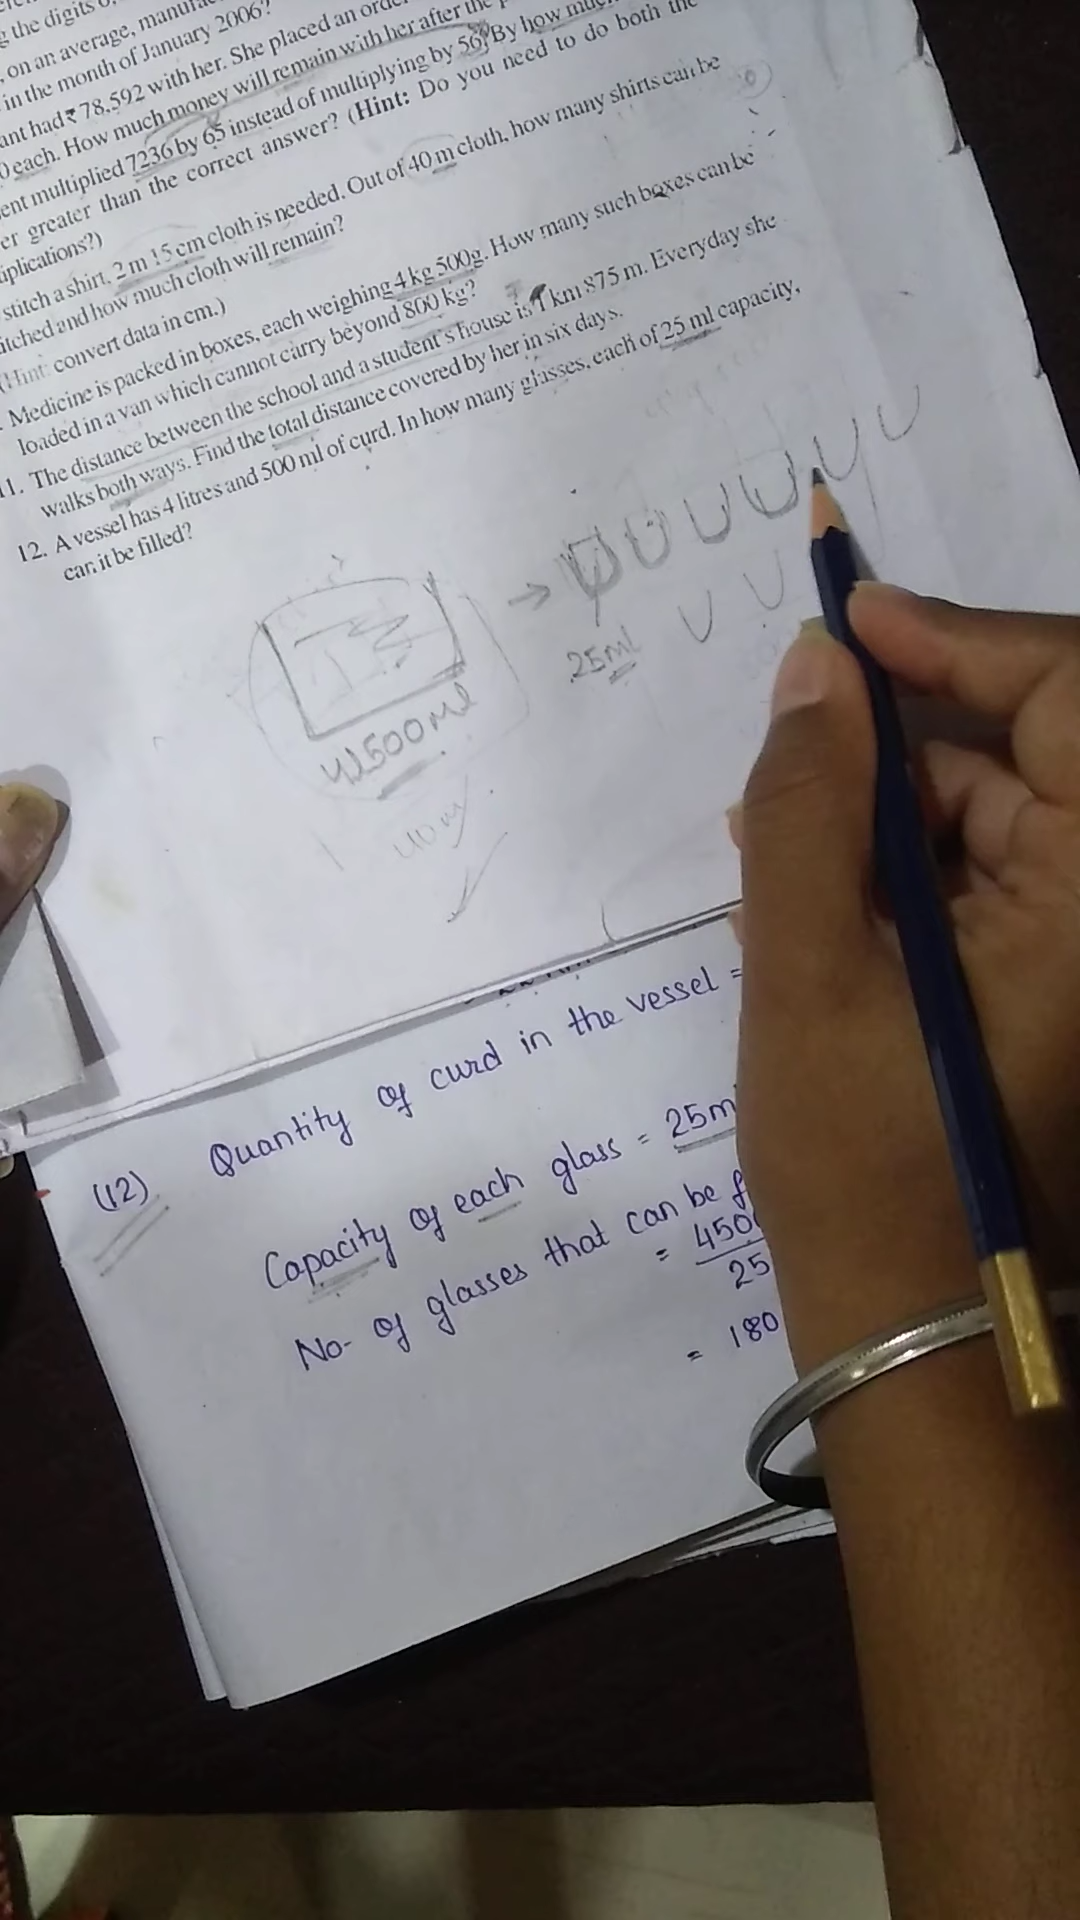 g the digits
, on an average,
in the month of January 2006?
ant had ₹ 78,592 with her. She placed an
each. How much money will remain with her after the
ent multiplied 7236 by 65 instead of multiplying by 56. By how
er greater than the correct answer? (Hint: Do you need to do both the
iplications?)
stitch a shirt, 2 m 15 cm cloth is needed. Out of 40 m cloth, how many shirts can be
itched and how much cloth will remain?
(Hint: convert data in cm.)
Medicine is packed in boxes, each weighing 4 kg 500g. How many such boxes can be
loaded in a van which cannot carry beyond 800 kg?
11. The distance between the school and a student's house is 1 km 875 m. Everyday she
walks both ways. Find the total distance covered by her in six days.
12. A vessel has 4 litres and 500 ml of curd. In how many glasses, each of 25 ml capacity,
can it be filled?
25ml
500ml
(12) Quantity of curd in the vessel =
Capacity of each glass = 25m
No- of glasses that can be f
= 450
25
= 180